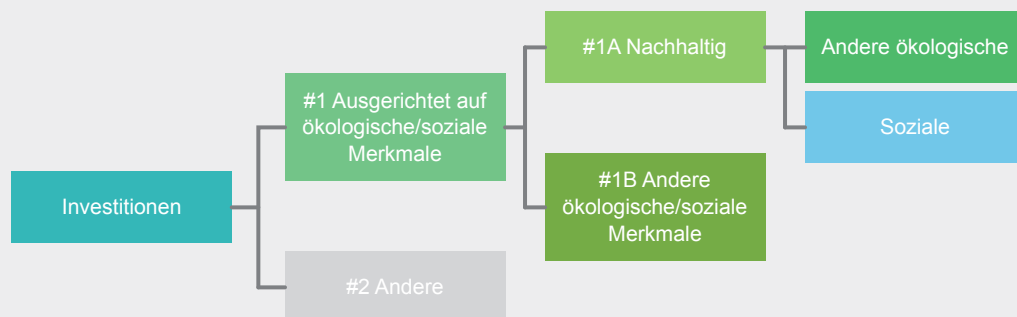 Investitionen
#1 Ausgerichtet auf
ökologische/soziale
Merkmale
#2 Andere
#1A Nachhaltig
#1B Andere
ökologische/soziale
Merkmale
Andere ökologische
Soziale